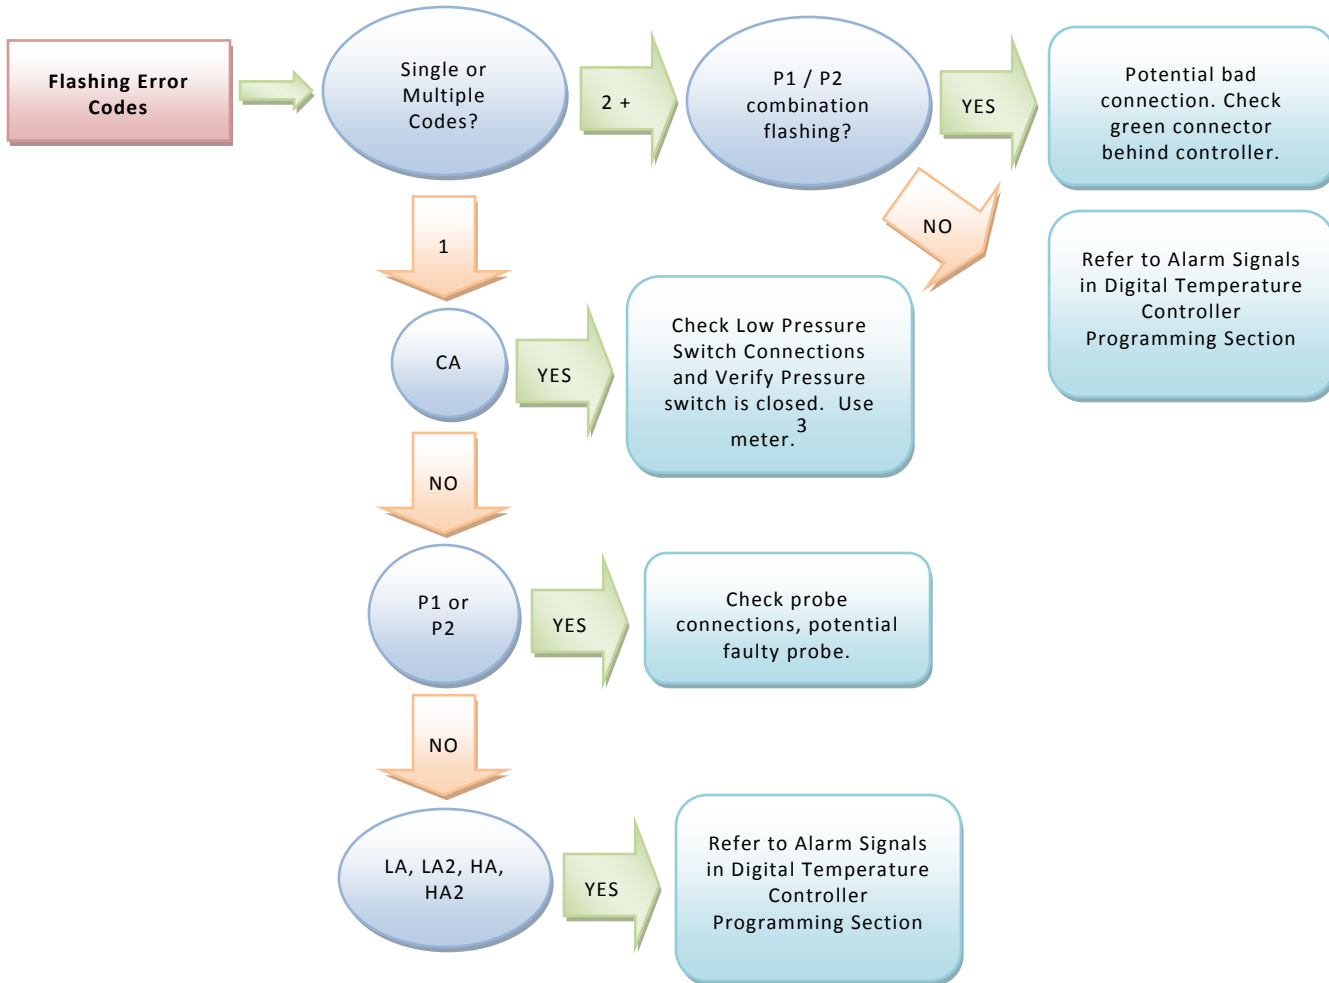 Flashing Error
Codes
Single or
Multiple
Codes?
2 +
P1 / P2
combination
flashing?
YES
Potential bad
connection. Check
green connector
behind controller.
NO
Refer to Alarm Signals
in Digital Temperature
Controller
Programming Section
1
CA
YES
Check Low Pressure
Switch Connections
and Verify Pressure
switch is closed. Use
meter.3
NO
P1 or
P2
YES
Check probe
connections, potential
faulty probe.
NO
LA, LA2, HA,
HA2
YES
Refer to Alarm Signals
in Digital Temperature
Controller
Programming Section